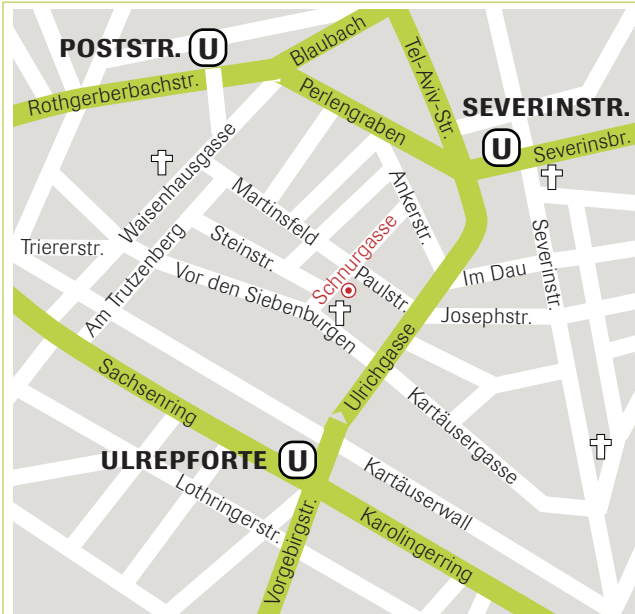 POSTSTR. U
Blaubach
Tel-Aviv-Str.
Rothgerberbachstr.
Perlengraben
SEVERINSTR.
U
Severinsbr.
Waisenhausgasse
Martinsfeld
Ankerstr.
Schnurgasse
Severinstr.
Steinstr.
Triererstr.
Am Trutzenberg
Vor den Siebenburgen
Paulstr.
Im Dau
Josephstr.
Ulrichgasse
Sachsenring
Kartäusergasse
ULREPFORTE U
Lothringerstr.
Kartäuserwall
Vorgebirgstr.
Karolingerring